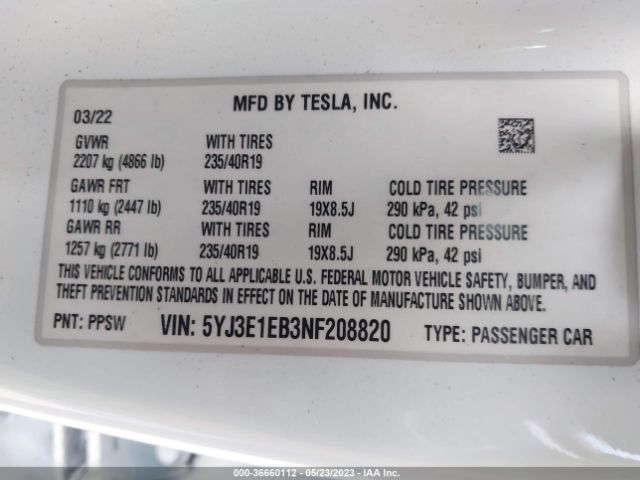 MFD BY TESLA, INC.
03/22
GVWR WITH TIRES
2207 kg (4866 lb) 235/40R19
GAWR FRT WITH TIRES RIM COLD TIRE PRESSURE
1110 kg (2447 lb) 235/40R19 19X8.5J 290 kPa, 42 psi
GAWR RR WITH TIRES RIM COLD TIRE PRESSURE
1257 kg (2771 lb) 235/40R19 19X8.5J 290 kPa, 42 psi
THIS VEHICLE CONFORMS TO ALL APPLICABLE U.S. FEDERAL MOTOR VEHICLE SAFETY, BUMPER, AND
THEFT PREVENTION STANDARDS IN EFFECT ON THE DATE OF MANUFACTURE SHOWN ABOVE.
PNT: PPSW VIN: 5YJ3E1EB3NF208820 TYPE: PASSENGER CAR
000-36660112 - 05/23/2023 - IAA Inc.